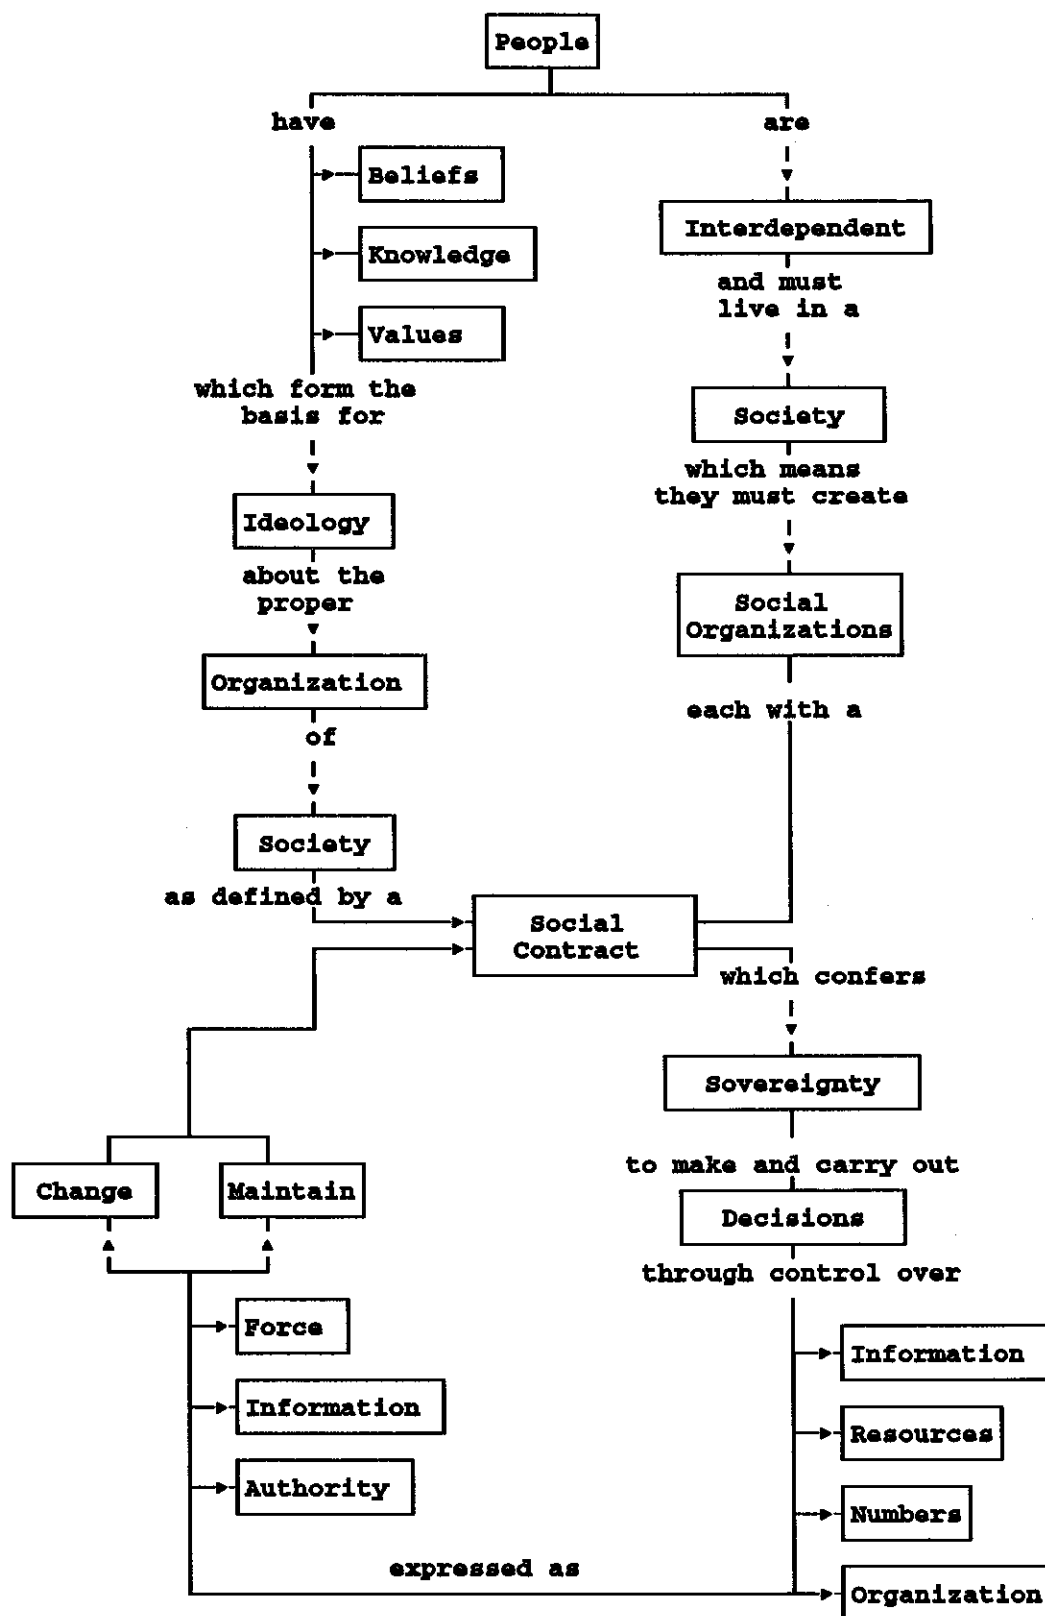 People
have
are
Beliefs
Interdependent
Knowledge
and must
live in a
Values
which form the
basis for
Society
which means
they must create
Ideology
about the
proper
Social
Organizations
Organization
each with a
of
Society
as defined by a
Social
Contract
which confers
Sovereignty
to make and carry out
Change
Maintain
Decisions
through control over
Force
Information
Information
Resources
Authority
Numbers
expressed as
Organization